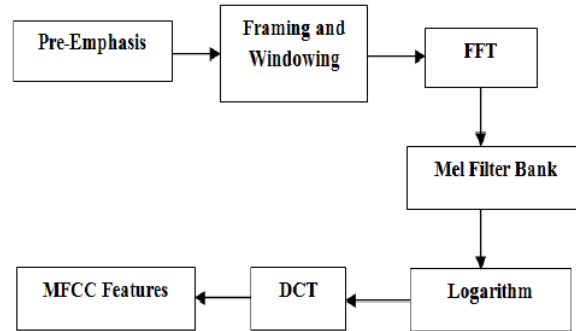 Pre-Emphasis
Framing and
Windowing
FFT
Mel Filter Bank
Logarithm
DCT
MFCC Features